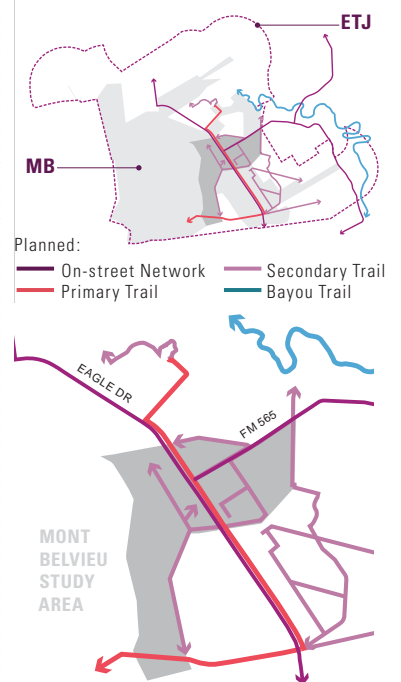 ETJ
MB
Planned:
On-street Network
Primary Trail
Secondary Trail
Bayou Trail
EAGLE DR
FM 565
MONT
BELVIEU
STUDY
AREA